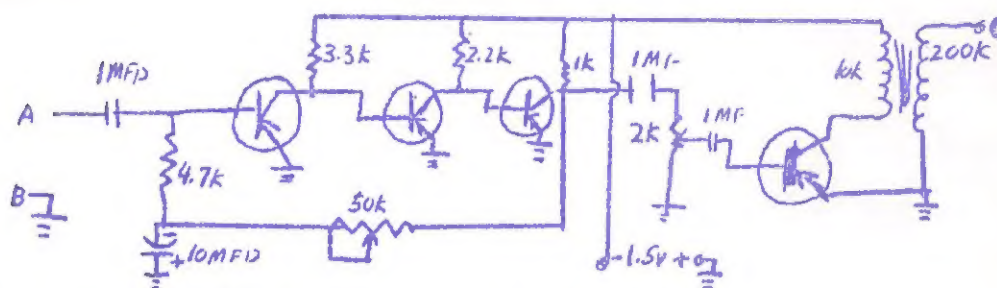 3.3K
2.2K
1K
1MF
10K
200K
C
1MFD
A
2K
1MF
4.7K
B
50K
+10MFD
-1.5V+